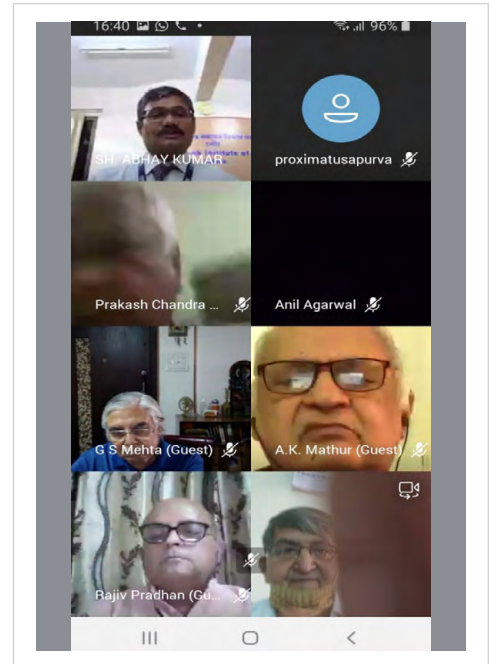 16:40
96%
SH. ABHAY KUMAR
proximatusapurva
Prakash Chandra ...
Anil Agarwal
G S Mehta (Guest)
A.K. Mathur (Guest)
Rajiv Pradhan (Gu...